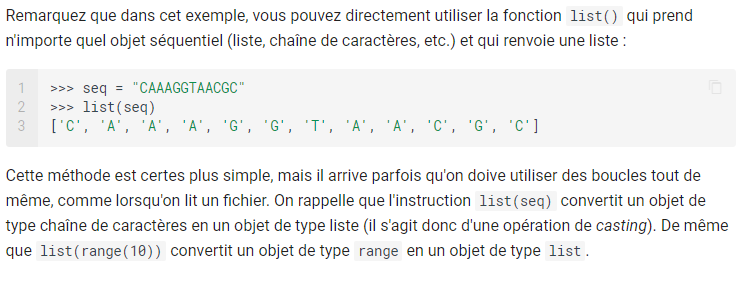 Remarquez que dans cet exemple, vous pouvez directement utiliser la fonction list() qui prend
n'importe quel objet séquentiel (liste, chaîne de caractères, etc.) et qui renvoie une liste :
1 >>> seq = "CAAAGGTAACGC"
2 >>> list(seq)
3 ['C', 'A', 'A', 'A', 'G', 'G', 'T', 'A', 'A', 'C', 'G', 'C']
Cette méthode est certes plus simple, mais il arrive parfois qu'on doive utiliser des boucles tout de
même, comme lorsqu'on lit un fichier. On rappelle que l'instruction list(seq) convertit un objet de
type chaîne de caractères en un objet de type liste (il s'agit donc d'une opération de casting). De même
que list(range(10)) convertit un objet de type range en un objet de type list.